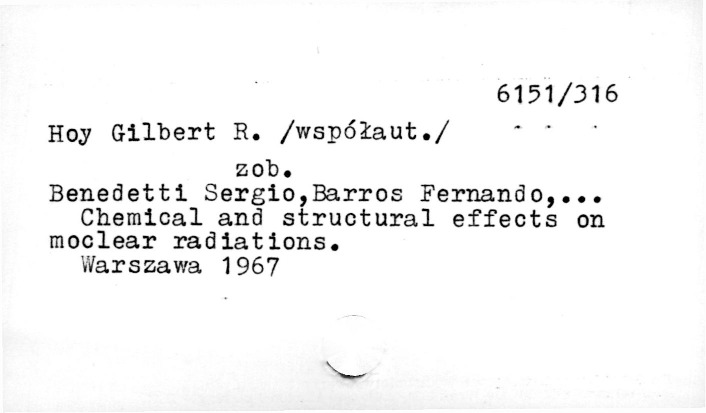 6151/316
Hoy Gilbert R. /współaut./
zob.
Benedetti Sergio,Barros Fernando,...
Chemical and structural effects on
moclear radiations.
Warszawa 1967